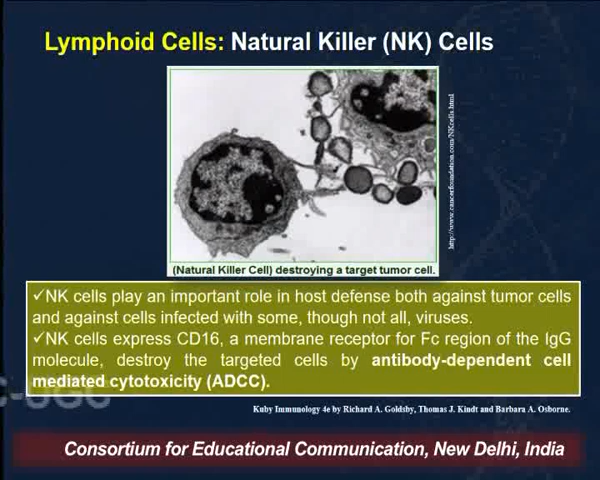 Lymphoid Cells: Natural Killer (NK) Cells
http://www.cancerfoundation.com/NKcells.html
(Natural Killer Cell) destroying a target tumor cell.
✓NK cells play an important role in host defense both against tumor cells
and against cells infected with some, though not all, viruses.
✓NK cells express CD16, a membrane receptor for Fc region of the IgG
molecule, destroy the targeted cells by antibody-dependent cell
mediated cytotoxicity (ADCC).
C-UGC
Kuby Immunology 4e by Richard A. Goldsby, Thomas J. Kindt and Barbara A. Osborne.
Consortium for Educational Communication, New Delhi, India